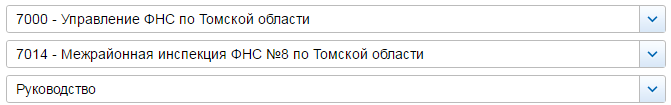 7000 - Управление ФНС по Томской области
7014 - Межрайонная инспекция ФНС №8 по Томской области
Руководство